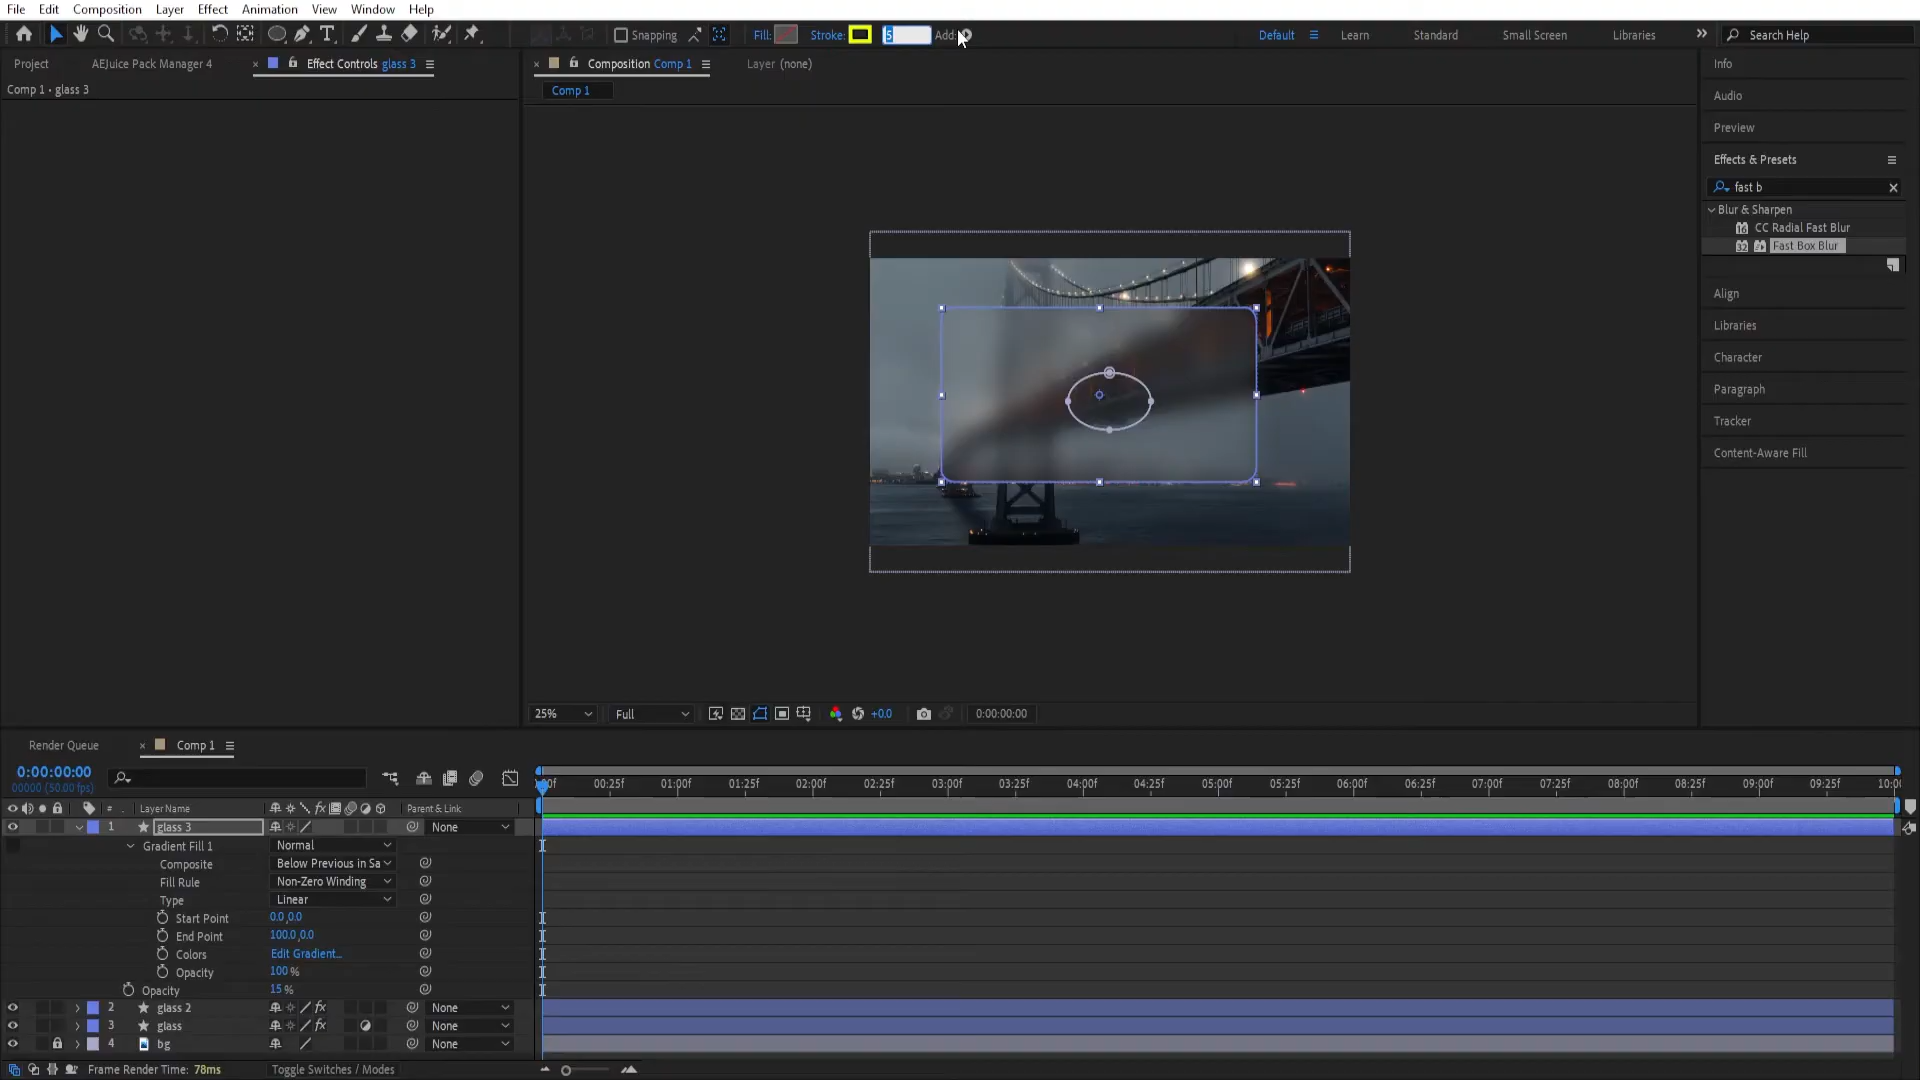 File Edit Composition Layer Effect Animation View Window Help
Snapping Fill: Stroke: 5 Add: Default Learn Standard Small Screen Libraries Search Help
Project AEJuice Pack Manager 4 Effect Controls glass 3 Composition Comp 1 Layer (none) Info
Comp 1 • glass 3 Comp 1
Audio
Preview
Effects & Presets
fast b
Blur & Sharpen
CC Radial Fast Blur
Fast Box Blur
Align
Libraries
Character
Paragraph
Tracker
Content-Aware Fill
25% Full +0.0 0:00:00:00
Render Queue Comp 1
0:00:00:00
00000 (50.00 fps)
00f 00:25f 01:00f 01:25f 02:00f 02:25f 03:00f 03:25f 04:00f 04:25f 05:00f 05:25f 06:00f 06:25f 07:00f 07:25f 08:00f 08:25f 09:00f 09:25f 10:00
# Layer Name Parent & Link
1 glass 3 None
Gradient Fill 1 Normal
Composite Below Previous in Sa
Fill Rule Non-Zero Winding
Type Linear
Start Point 0.0,0.0
End Point 100.0,0.0
Colors Edit Gradient...
Opacity 100 %
Opacity 15 %
2 glass 2 None
3 glass None
4 bg None
Frame Render Time: 78ms Toggle Switches / Modes